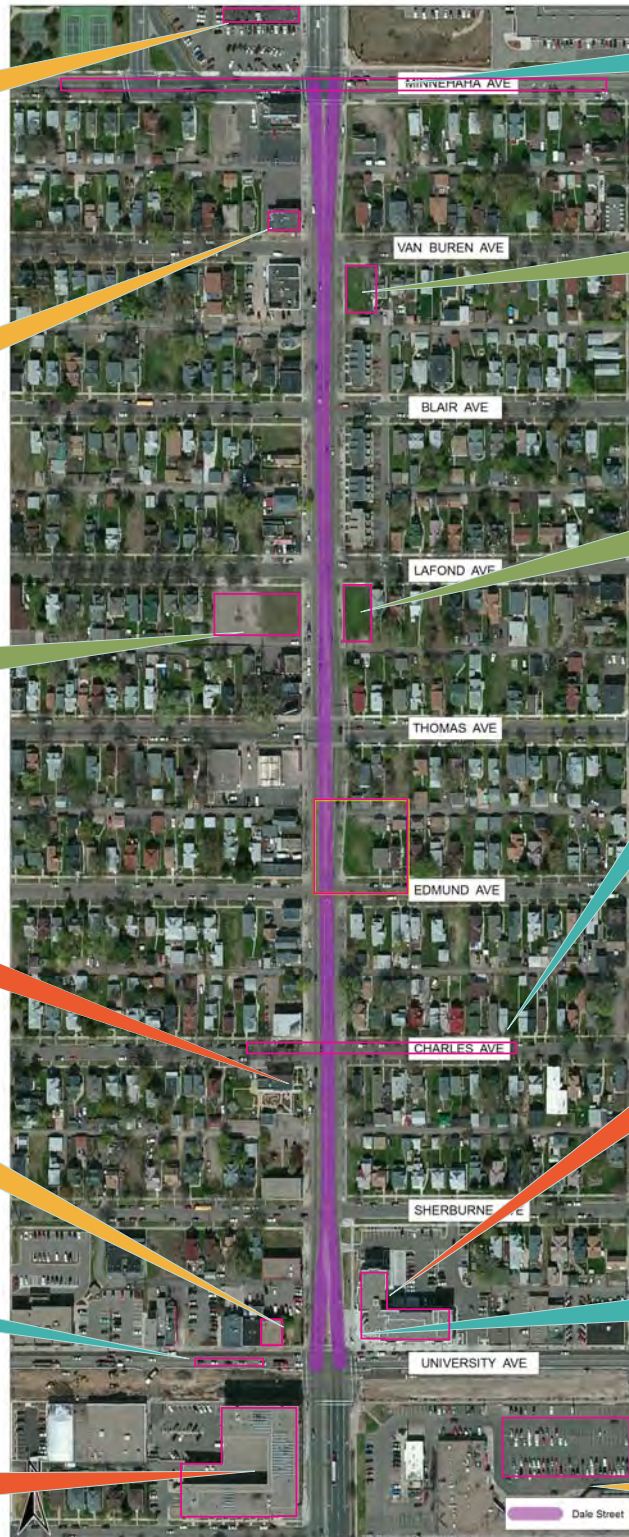 MINNEHAHA AVE
VAN BUREN AVE
BLAIR AVE
LAFOND AVE
THOMAS AVE
EDMUND AVE
CHARLES AVE
SHERBURNE AVE
UNIVERSITY AVE
N
Dale Street